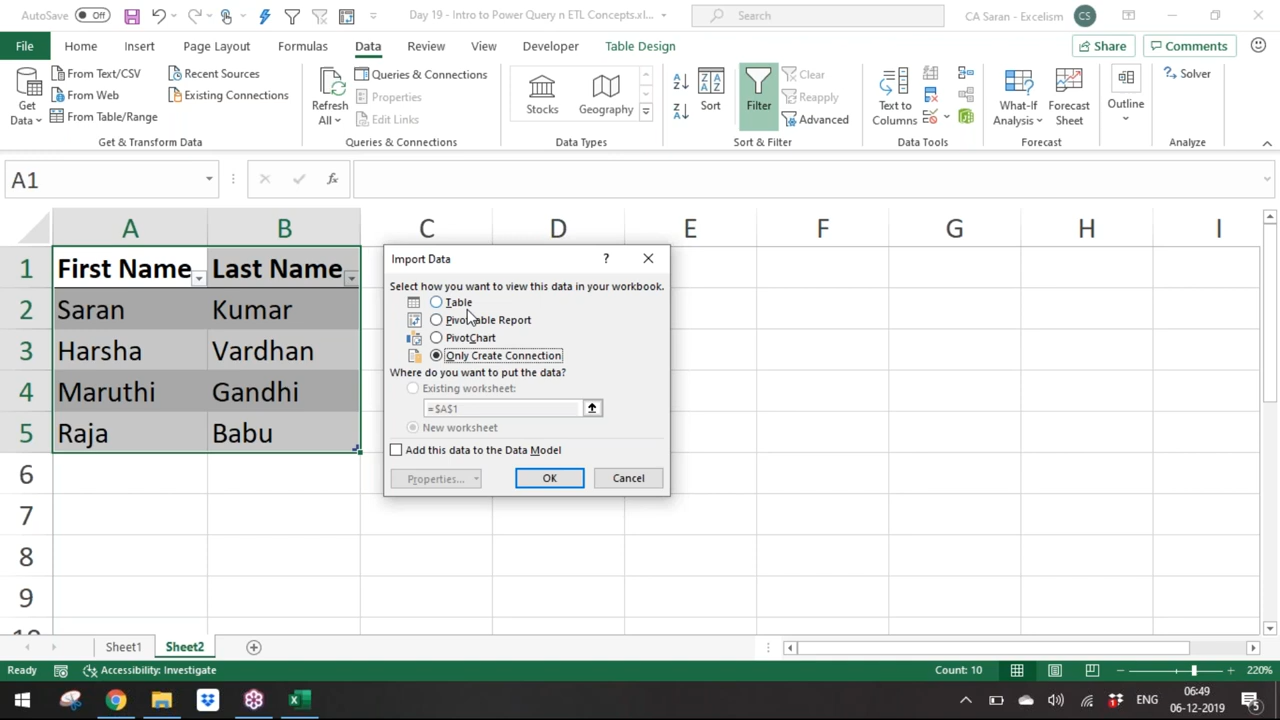 AutoSave Off Day 19 - Intro to Power Query n ETL Concepts.xl... Search CA Saran - Excelism CS
File Home Insert Page Layout Formulas Data Review View Developer Table Design Share Comments
Get Data
From Text/CSV
From Web
From Table/Range
Recent Sources
Existing Connections
Get & Transform Data
Refresh All
Queries & Connections
Properties
Edit Links
Queries & Connections
Stocks Geography
Data Types
Sort
Filter
Clear
Reapply
Advanced
Sort & Filter
Text to Columns
Data Tools
What-If Analysis
Forecast Sheet
Forecast
Outline
Solver
Analyze
A1 fx
A B C D E F G H I
1 First Name Last Name
2 Saran Kumar
3 Harsha Vardhan
4 Maruthi Gandhi
5 Raja Babu
6
7
8
9
10
Import Data ?
Select how you want to view this data in your workbook.
Table
PivotTable Report
PivotChart
Only Create Connection
Where do you want to put the data?
Existing worksheet:
=$A$1
New worksheet
Add this data to the Data Model
Properties... OK Cancel
Sheet1 Sheet2
Ready Accessibility: Investigate Count: 10 220%
ENG 06:49
06-12-2019 5